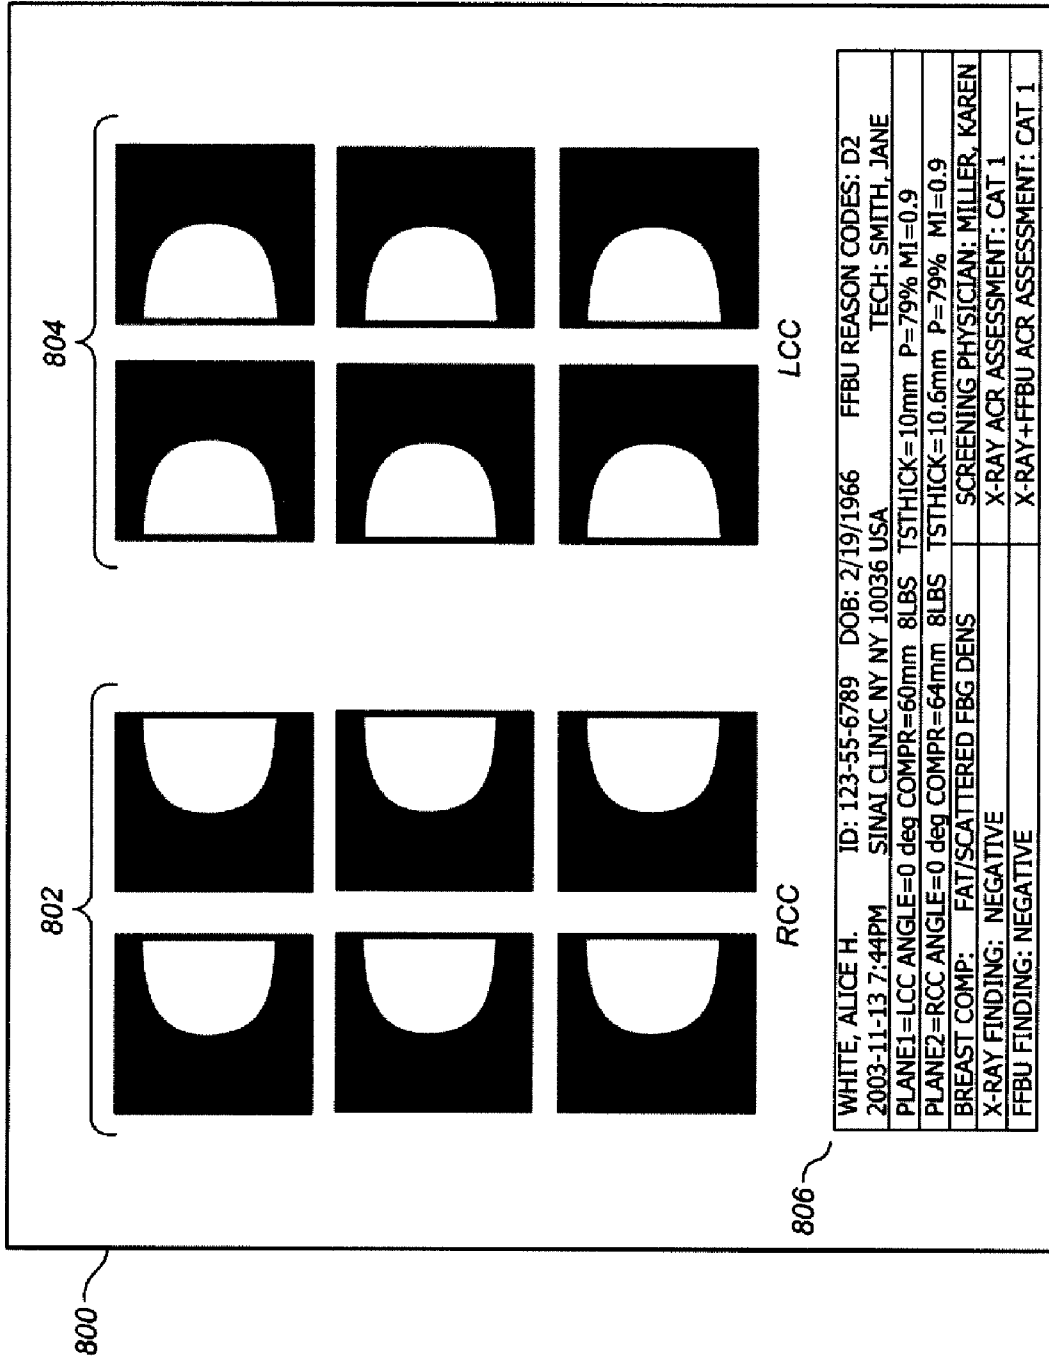 800
802
804
RCC
LCC
806
WHITE, ALICE H. ID: 123-55-6789 DOB: 2/19/1966 FFBU REASON CODES: D2
2003-11-13 7:44PM SINAI CLINIC NY NY 10036 USA TECH: SMITH, JANE
PLANE1=LCC ANGLE=0 deg COMPR=60mm 8LBS TSTHICK=10mm P=79% MI=0.9
PLANE2=RCC ANGLE=0 deg COMPR=64mm 8LBS TSTHICK=10.6mm P=79% MI=0.9
BREAST COMP: FAT/SCATTERED FBG DENS SCREENING PHYSICIAN: MILLER, KAREN
X-RAY FINDING: NEGATIVE X-RAY ACR ASSESSMENT: CAT 1
FFBU FINDING: NEGATIVE X-RAY+FFBU ACR ASSESSMENT: CAT 1